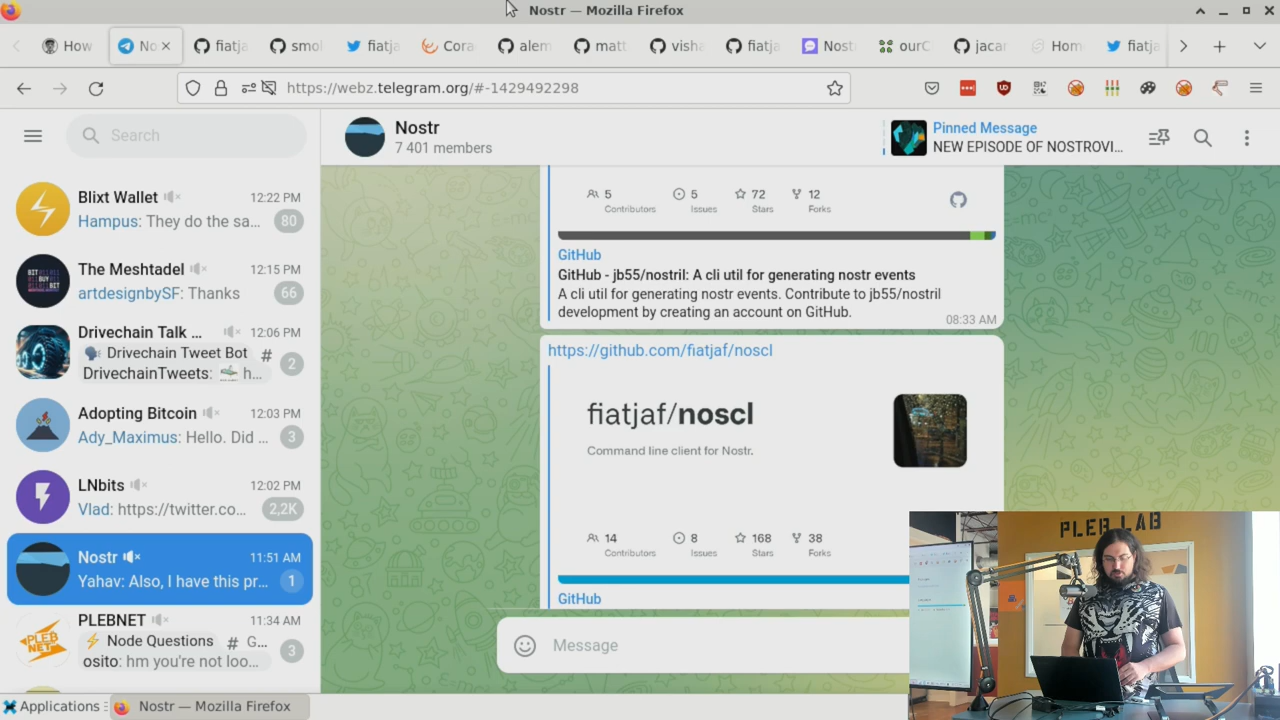 Nostr — Mozilla Firefox
How
No
fiatja
smol
fiatja
Cora
alem
matt
visha
fiatja
Nostr
ourC
jacar
Hom
fiatja
https://webz.telegram.org/#-1429492298
Search
Nostr
7 401 members
Pinned Message
NEW EPISODE OF NOSTROVI...
Blixt Wallet
12:22 PM
Hampus: They do the sa...
80
The Meshtadel
12:15 PM
artdesignbySF: Thanks
66
Drivechain Talk ...
12:06 PM
Drivechain Tweet Bot #
DrivechainTweets: h...
2
Adopting Bitcoin
12:03 PM
Ady_Maximus: Hello. Did ...
3
LNbits
12:02 PM
Vlad: https://twitter.co...
2,2K
Nostr
11:51 AM
Yahav: Also, I have this pr...
1
PLEBNET
11:34 AM
Node Questions # G...
osito: hm you're not loo...
3
5
Contributors
5
Issues
72
Stars
12
Forks
GitHub
GitHub - jb55/nostril: A cli util for generating nostr events
A cli util for generating nostr events. Contribute to jb55/nostril
development by creating an account on GitHub.
08:33 AM
https://github.com/fiatjaf/noscl
fiatjaf/noscl
Command line client for Nostr.
14
Contributors
8
Issues
168
Stars
38
Forks
GitHub
Message
PLEB LAB
Applications
Nostr — Mozilla Firefox